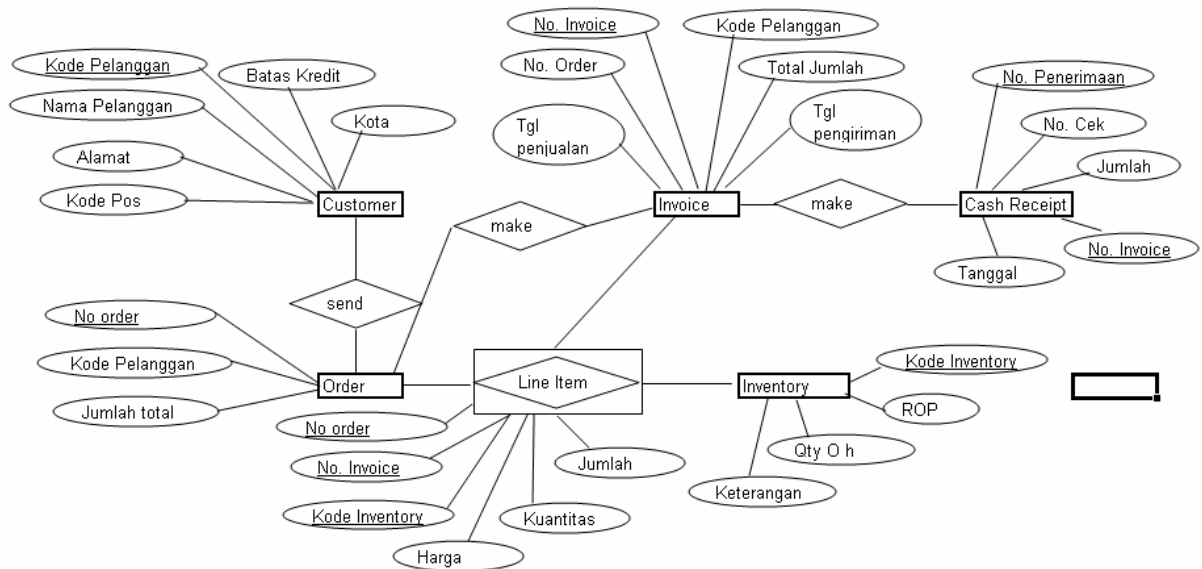 No. Invoice
Kode Pelanggan
Kode Pelanggan
Batas Kredit
No. Order
Total Jumlah
No. Penerimaan
Nama Pelanggan
Kota
Tgl
penjualan
Tgl
pengiriman
No. Cek
Alamat
Jumlah
Kode Pos
Customer
Invoice
make
Cash Receipt
make
No. Invoice
Tanggal
send
No order
Kode Pelanggan
Kode Inventory
Order
Line Item
Inventory
Jumlah total
ROP
No order
Qty O h
No. Invoice
Jumlah
Keterangan
Kode Inventory
Kuantitas
Harga